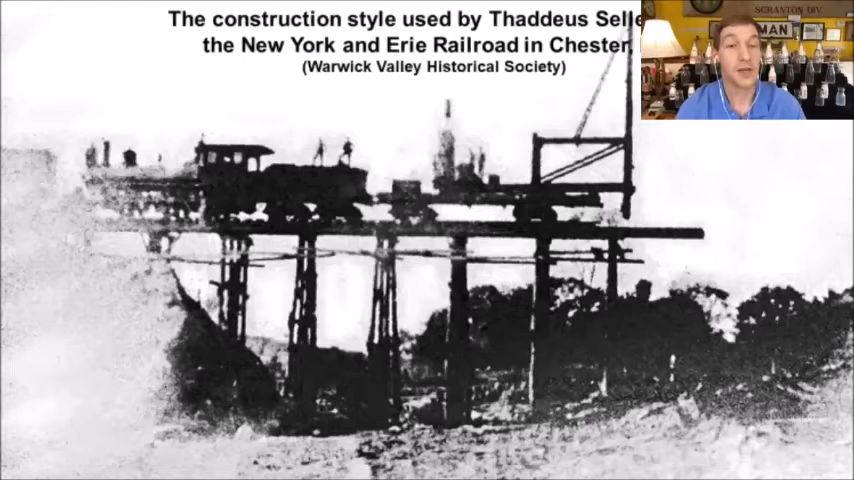 The construction style used by Thaddeus
the New York and Erie Railroad in Chester,
(Warwick Valley Historical Society)
SCRANTON DIV
MAN